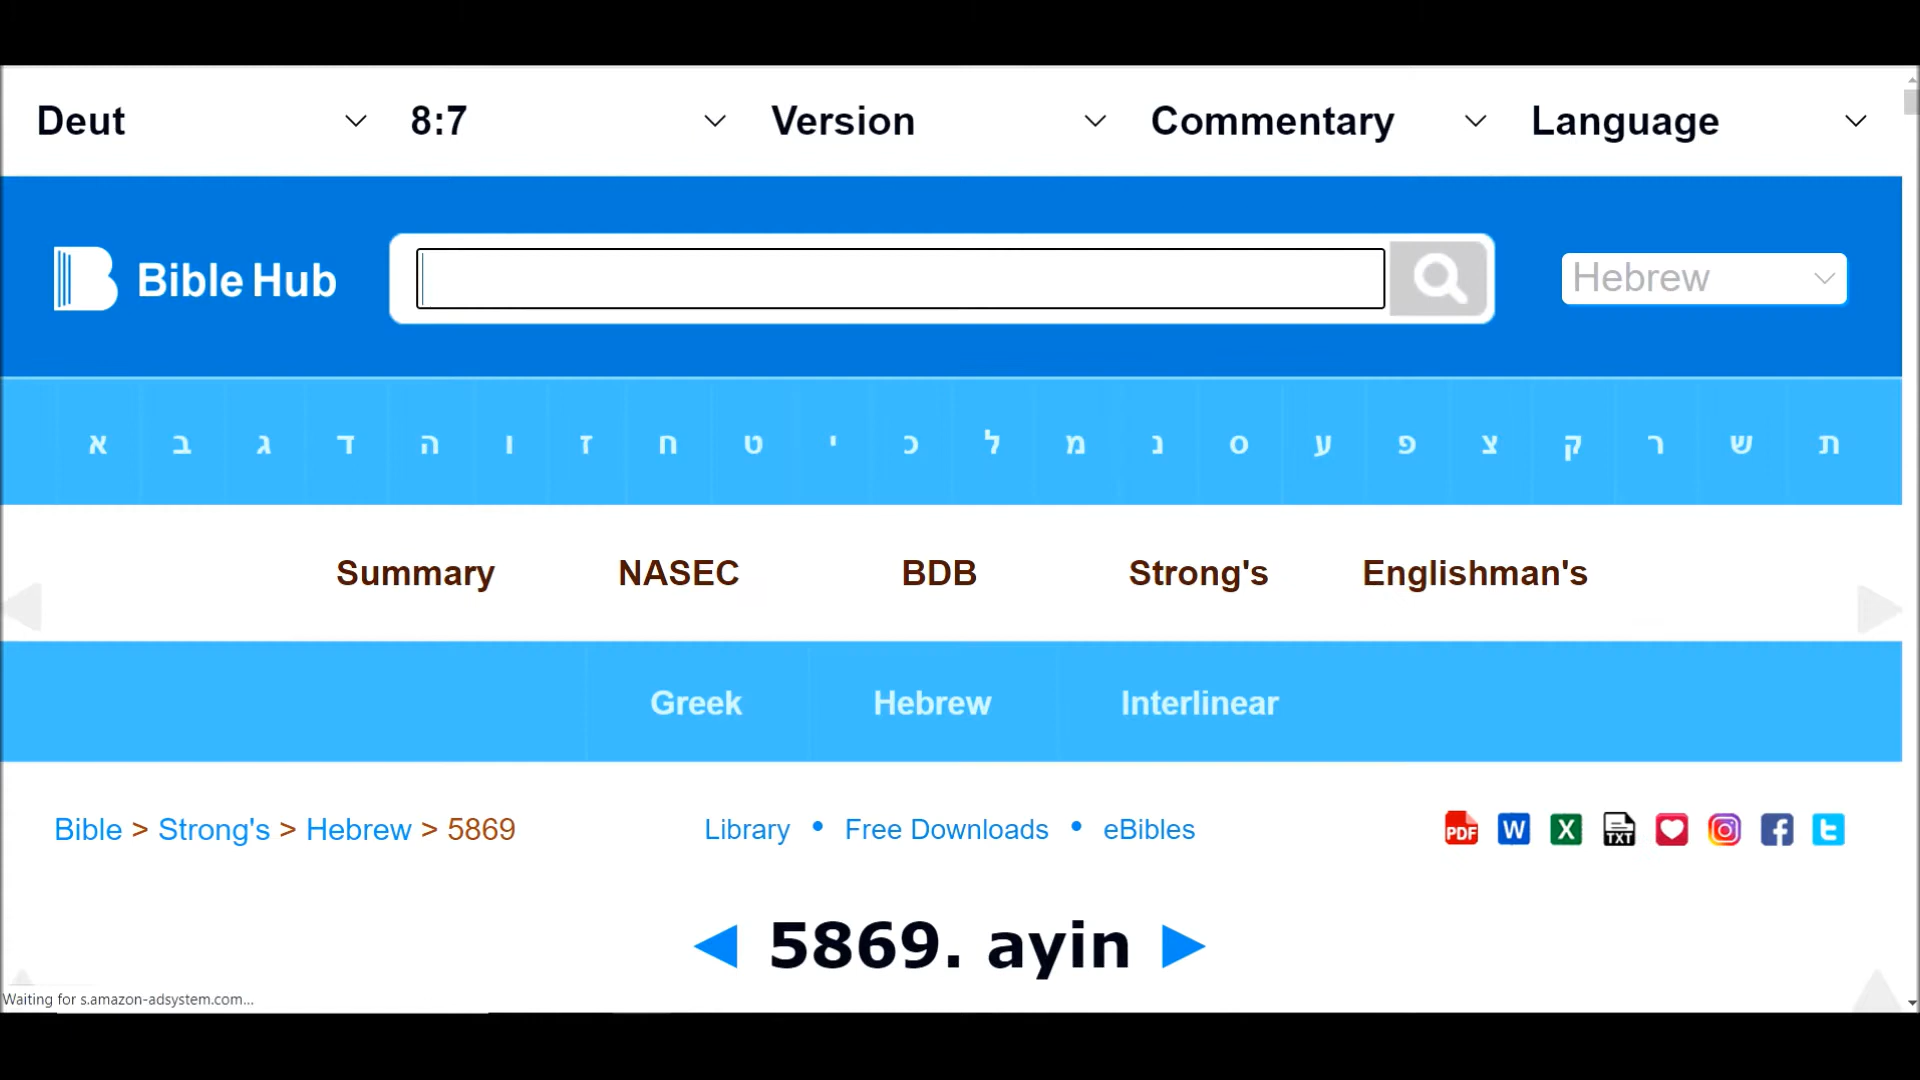 Deut 8:7 Version Commentary Language
Bible Hub Hebrew
א ב ג ד ה ו ז ח ט י כ ל מ נ ס ע פ צ ק ר ש ת
Summary NASEC BDB Strong's Englishman's
Greek Hebrew Interlinear
Bible > Strong's > Hebrew > 5869 Library • Free Downloads • eBibles PDF W X TXT f t
◄ 5869. ayin ►
Waiting for s.amazon-adsystem.com...